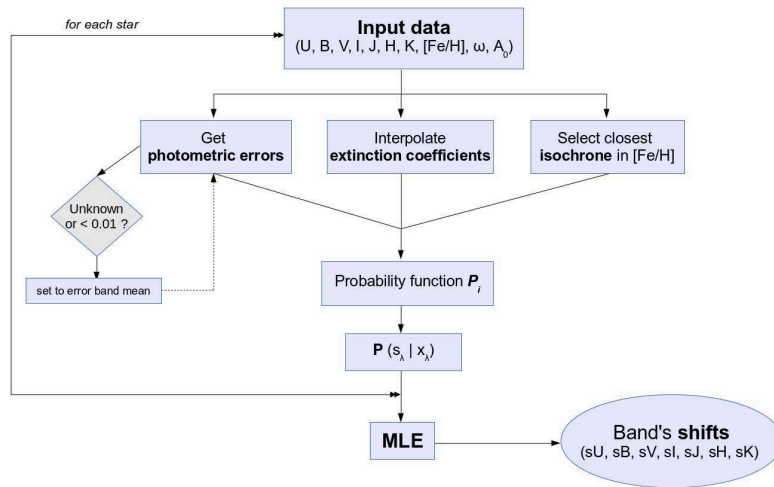 for each star
Input data
(U, B, V, I, J, H, K, [Fe/H], ω, A₀)
Get
photometric errors
Interpolate
extinction coefficients
Select closest
isochrone in [Fe/H]
Unknown
or < 0.01 ?
set to error band mean
Probability function Pᵢ
P (s_λ | x_λ)
MLE
Band's shifts
(sU, sB, sV, sI, sJ, sH, sK)